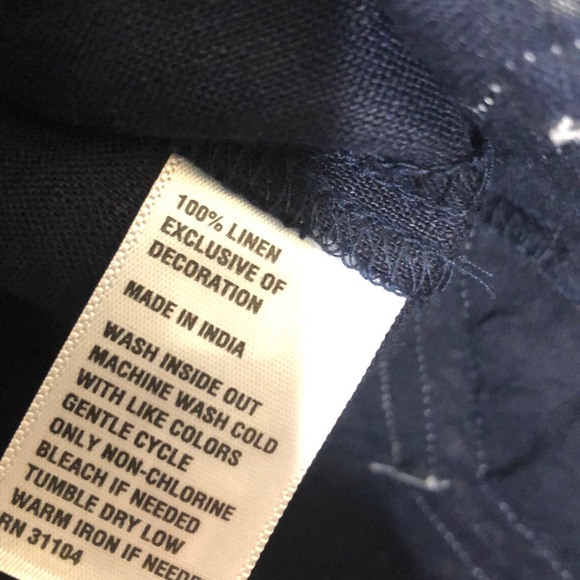 100% LINEN
EXCLUSIVE OF
DECORATION
MADE IN INDIA
WASH INSIDE OUT
MACHINE WASH COLD
WITH LIKE COLORS
GENTLE CYCLE
ONLY NON-CHLORINE
BLEACH IF NEEDED
TUMBLE DRY LOW
WARM IRON IF NEEDE
RN 31104